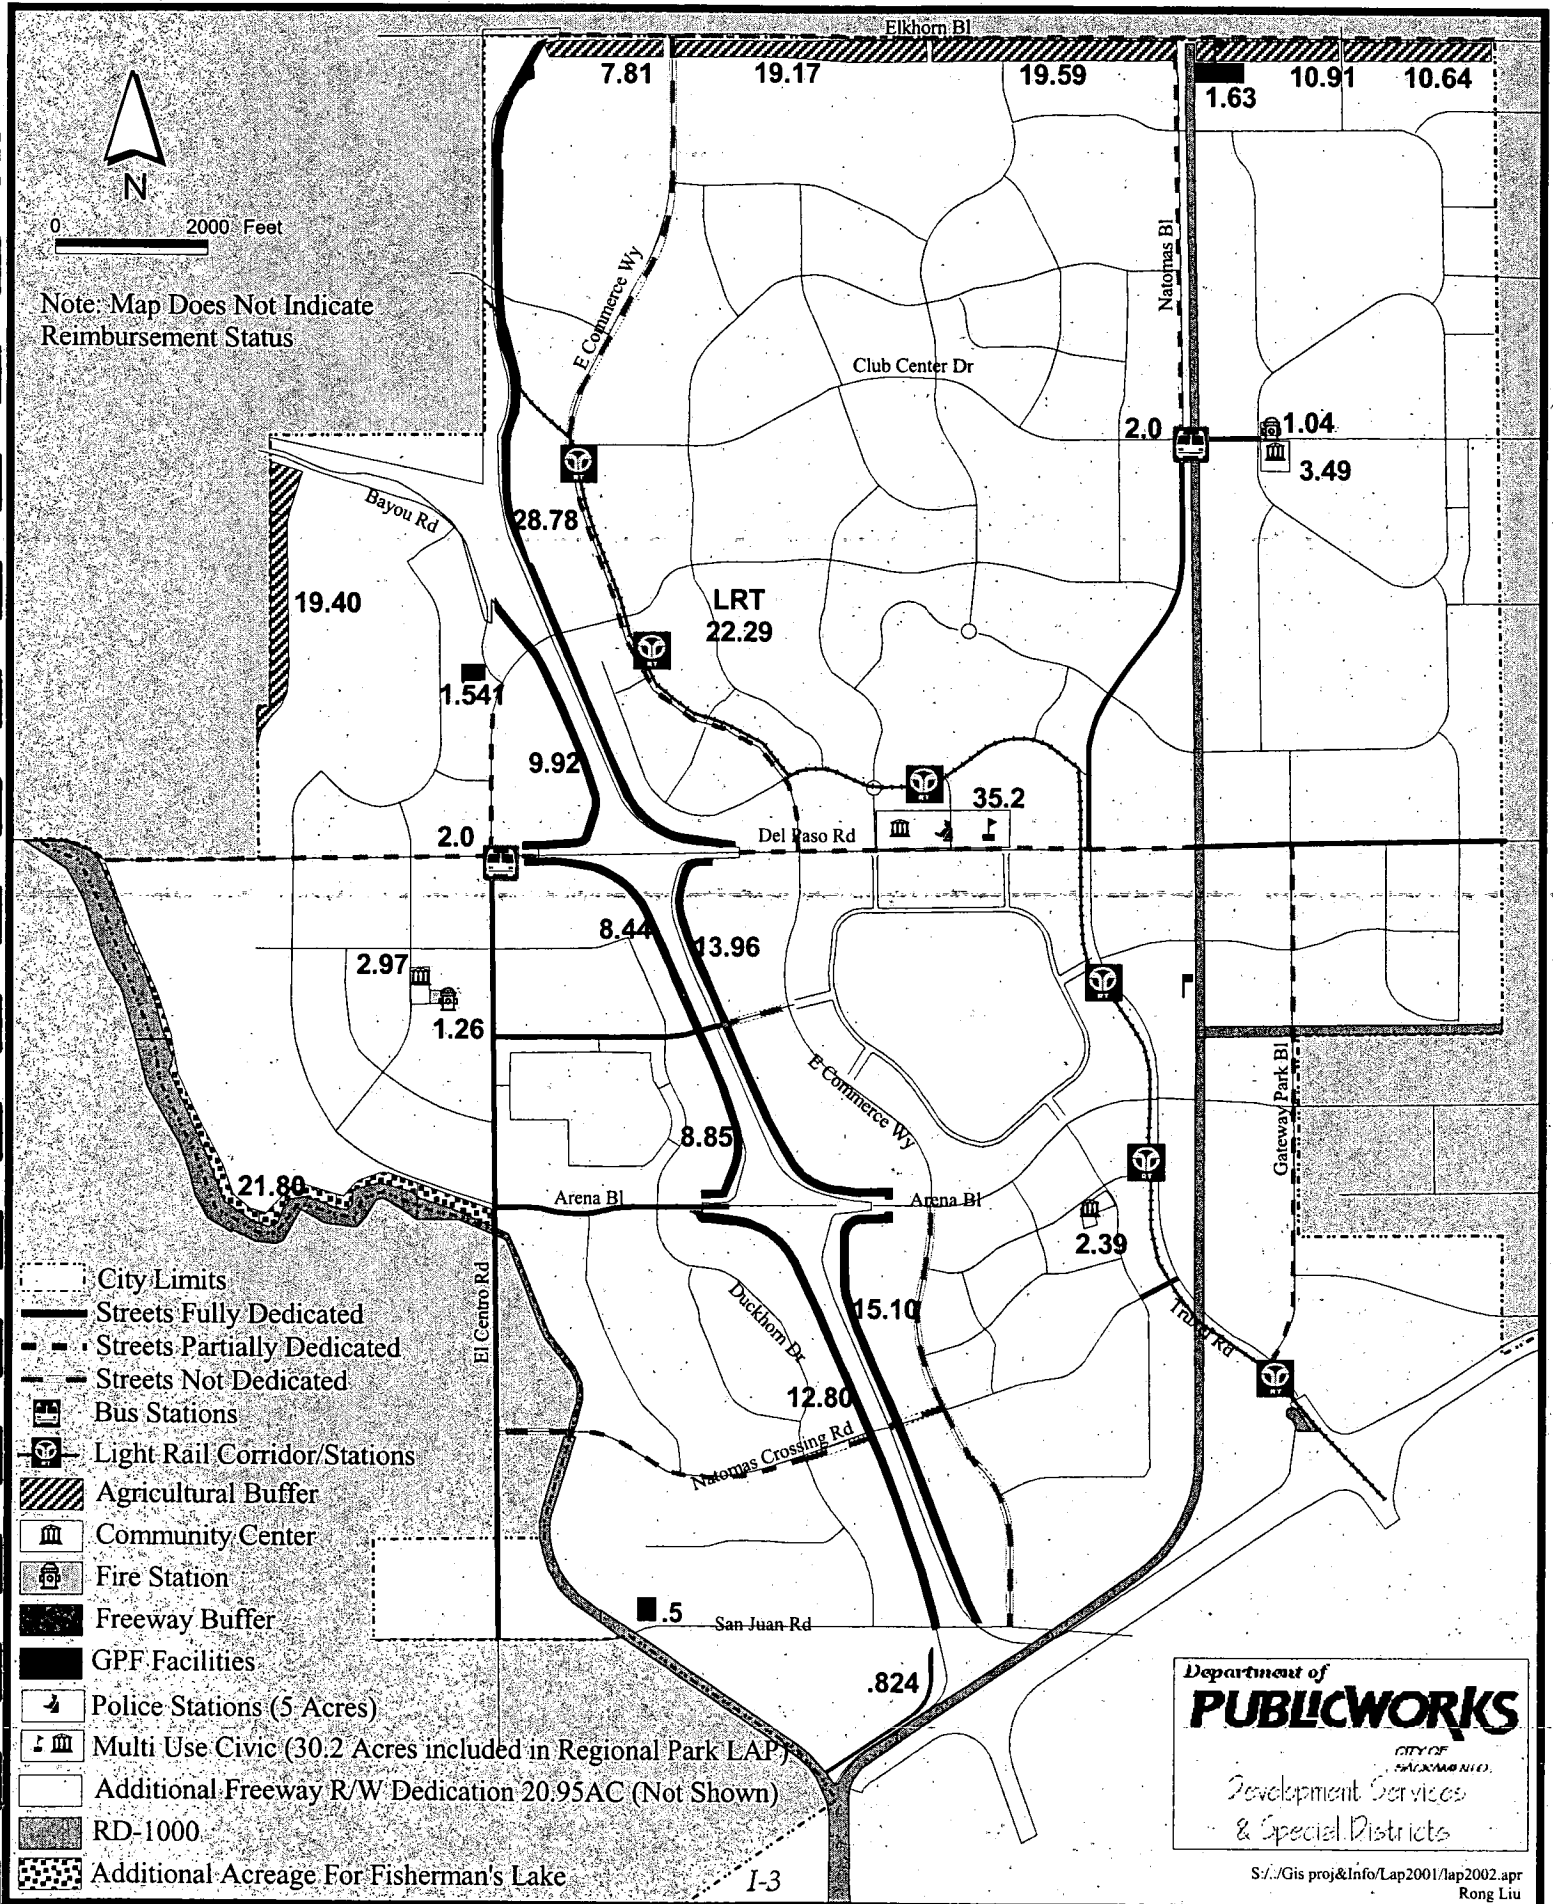 Elkhorn Bl
7.81
19.17
19.59
10.91
10.64
1.63
N
0 2000 Feet
Note: Map Does Not Indicate
Reimbursement Status
E Commerce Wy
Natomas Bl
Club Center Dr
2.0
1.04
3.49
Bayou Rd
28.78
19.40
LRT
22.29
1.541
9.92
35.2
2.0
Del Paso Rd
8.44
13.96
2.97
1.26
E Commerce Wy
Gateway Park Bl
8.85
21.80
Arena Bl
Arena Bl
2.39
El Centro Rd
Duckhorn Dr
15.10
Truxel Rd
12.80
Natomas Crossing Rd
.5
San Juan Rd
.824
City Limits
Streets Fully Dedicated
Streets Partially Dedicated
Streets Not Dedicated
Bus Stations
Light Rail Corridor/Stations
Agricultural Buffer
Community Center
Fire Station
Freeway Buffer
GPF Facilities
Police Stations (5 Acres)
Multi Use Civic (30.2 Acres included in Regional Park LAP)
Additional Freeway R/W Dedication 20.95AC (Not Shown)
RD-1000
Additional Acreage For Fisherman's Lake
I-3
Department of
PUBLIC WORKS
CITY OF
SACRAMENTO
Development Services
& Special Districts
S:/../Gis proj&Info/Lap2001/lap2002.apr
Rong Liu